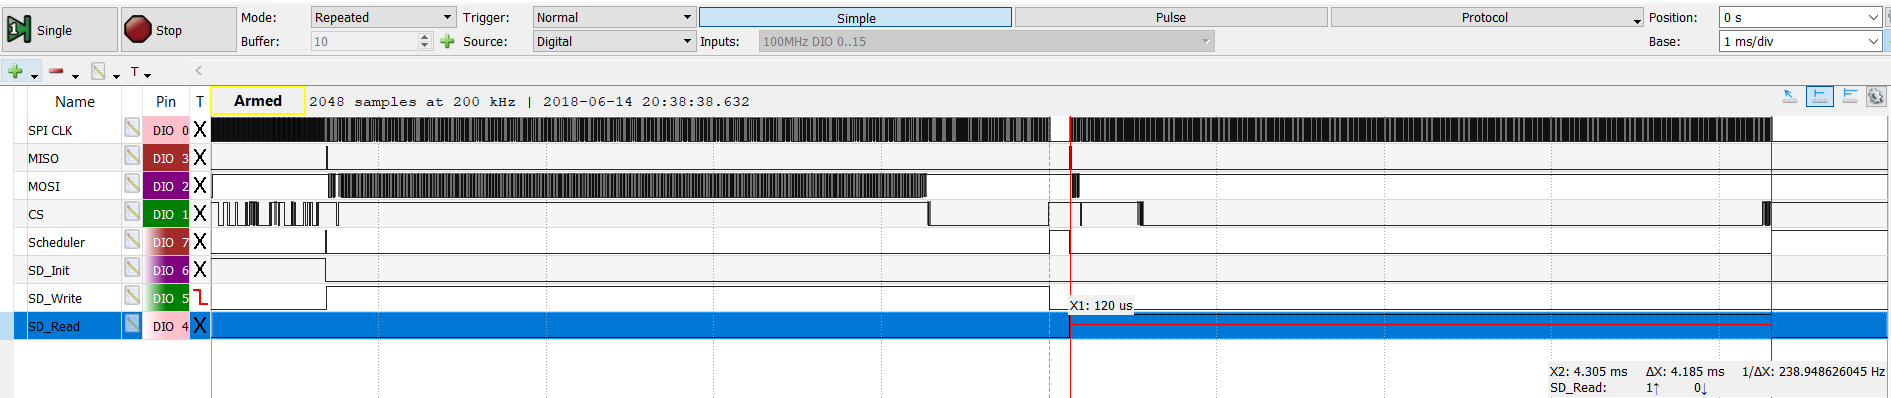 Single
Stop
Mode: Repeated Trigger: Normal Simple Pulse Protocol Position: 0 s
Buffer: 10 Source: Digital Inputs: 100MHz DIO 0..15 Base: 1 ms/div
T
Name Pin T Armed 2048 samples at 200 kHz | 2018-06-14 20:38:38.632
SPI CLK DIO 0 X
MISO DIO 3 X
MOSI DIO 2 X
CS DIO 1 X
Scheduler DIO 7 X
SD_Init DIO 6 X
SD_Write DIO 5
X1: 120 us
SD_Read DIO 4 X
X2: 4.305 ms ΔX: 4.185 ms 1/ΔX: 238.948626045 Hz
SD_Read: 1↑ 0↓